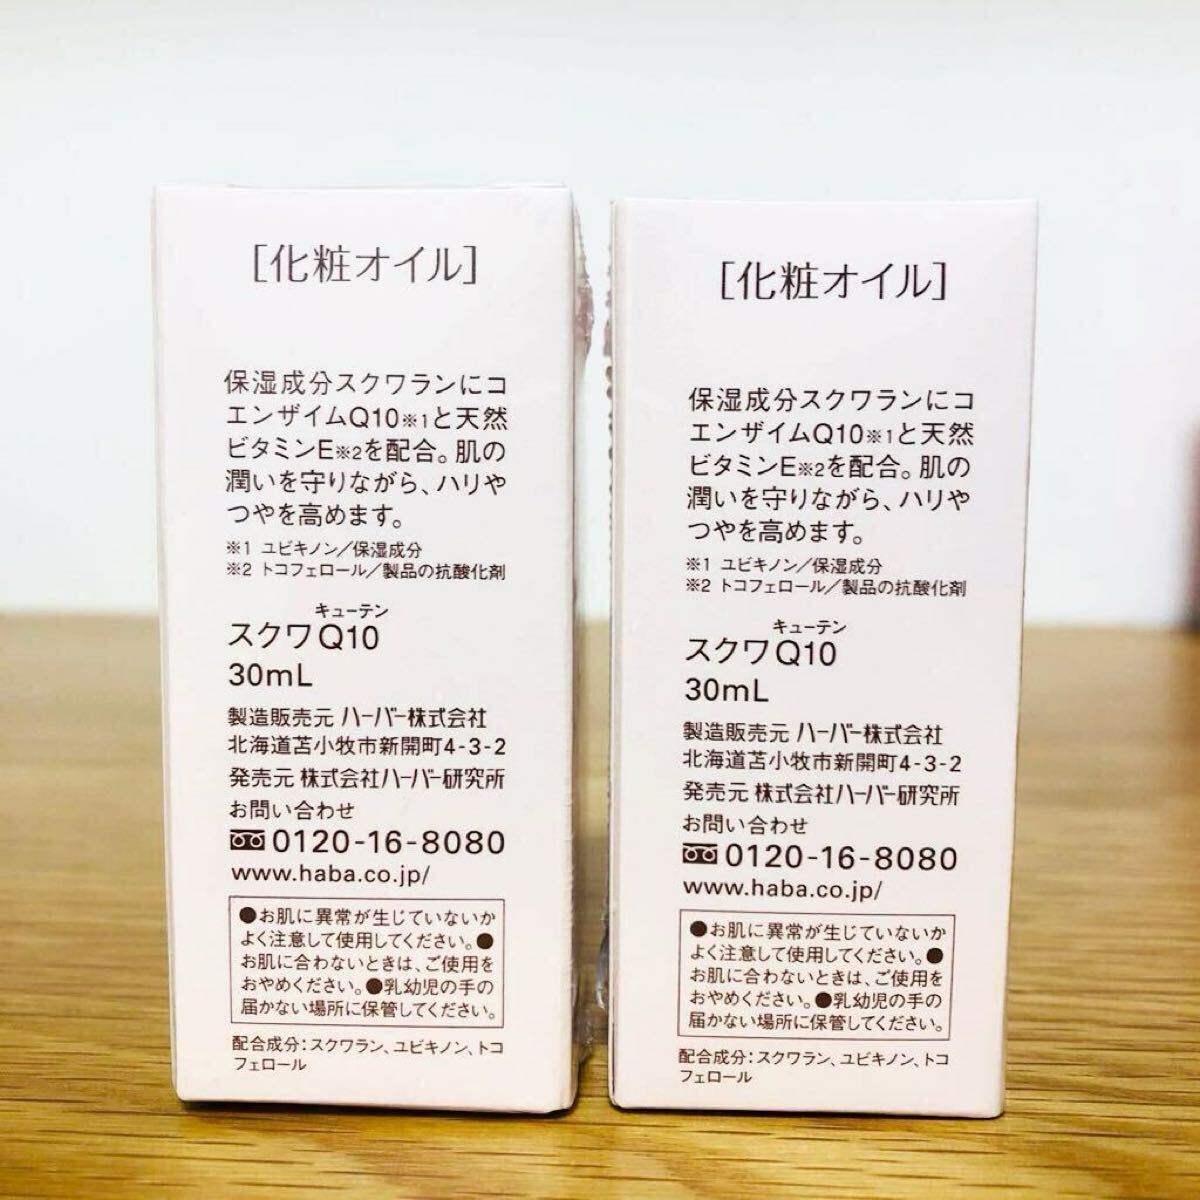 [化粧オイル]
保湿成分スクワランにコ
エンザイムQ10※1と天然
ビタミンE※2を配合。肌の
潤いを守りながら、ハリや
つやを高めます。
※1 ユビキノン／保湿成分
※2 トコフェロール／製品の抗酸化剤
キューテン
スクワQ10
30mL
製造販売元 ハーバー株式会社
北海道苫小牧市新開町4-3-2
発売元 株式会社ハーバー研究所
お問い合わせ
0120-16-8080
www.haba.co.jp/
●お肌に異常が生じていないか
よく注意して使用してください。●
お肌に合わないときは、ご使用を
おやめください。●乳幼児の手の
届かない場所に保管してください。
配合成分：スクワラン、ユビキノン、トコ
フェロール
[化粧オイル]
保湿成分スクワランにコ
エンザイムQ10※1と天然
ビタミンE※2を配合。肌の
潤いを守りながら、ハリや
つやを高めます。
※1 ユビキノン／保湿成分
※2 トコフェロール／製品の抗酸化剤
キューテン
スクワQ10
30mL
製造販売元 ハーバー株式会社
北海道苫小牧市新開町4-3-2
発売元 株式会社ハーバー研究所
お問い合わせ
0120-16-8080
www.haba.co.jp/
●お肌に異常が生じていないか
よく注意して使用してください。●
お肌に合わないときは、ご使用を
おやめください。●乳幼児の手の
届かない場所に保管してください。
配合成分：スクワラン、ユビキノン、トコ
フェロール